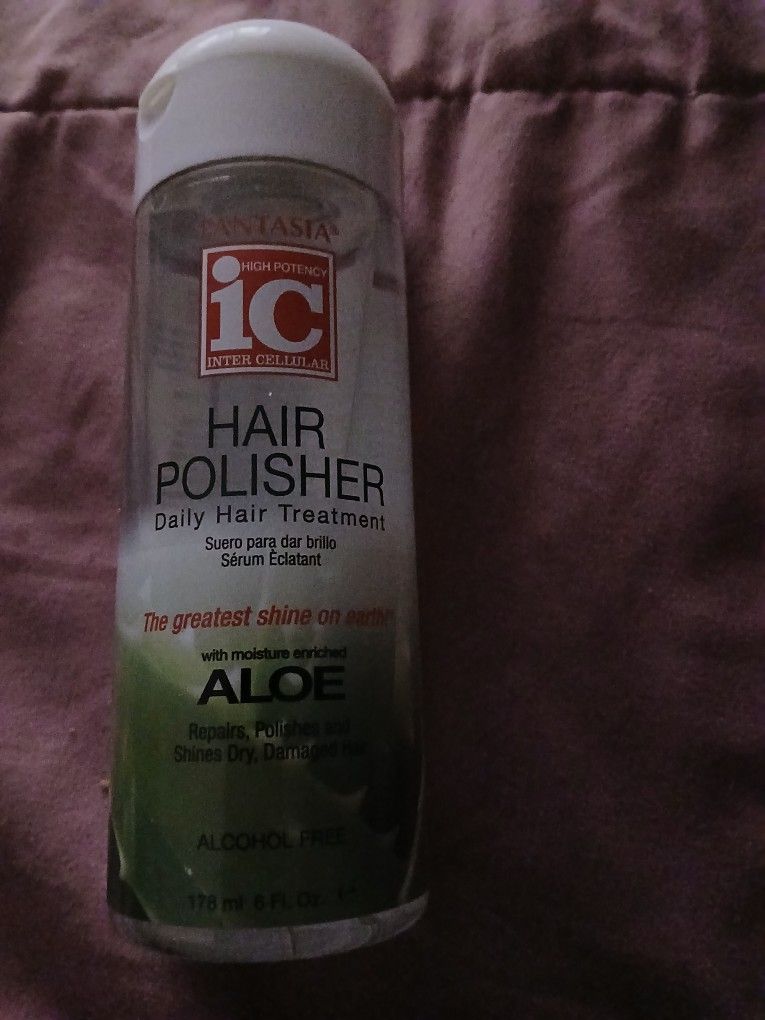 FANTASIA
HIGH POTENCY
iC
INTER CELLULAR
HAIR
POLISHER
Daily Hair Treatment
Suero para dar brillo
Sérum Èclatant
The greatest shine on earth
with moisture enriched
ALOE
Repairs, Polishes and
Shines Dry, Damaged Hair
ALCOHOL FREE
178 ml 6 Fl. Oz.